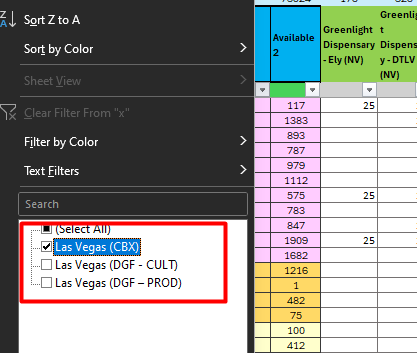 Sort Z to A
Sort by Color
Sheet View
Clear Filter From "x"
Filter by Color
Text Filters
Search
(Select All)
Las Vegas (CBX)
Las Vegas (DGF - CULT)
Las Vegas (DGF – PROD)
Available
2
Greenlight
Dispensary
- Ely (NV)
Greenligh
t
Dispensar
y - DTLV
(NV)
117 25
1383
893
787
979
1112
575 25
783
847
1909 25
1682
1216
1
482
75
100
412